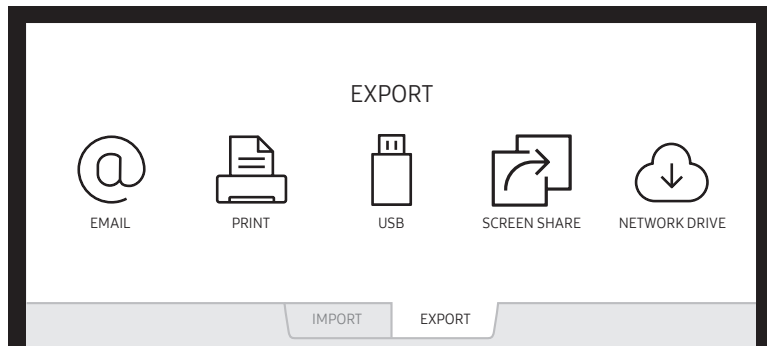 EXPORT
EMAIL PRINT USB SCREEN SHARE NETWORK DRIVE
IMPORT EXPORT